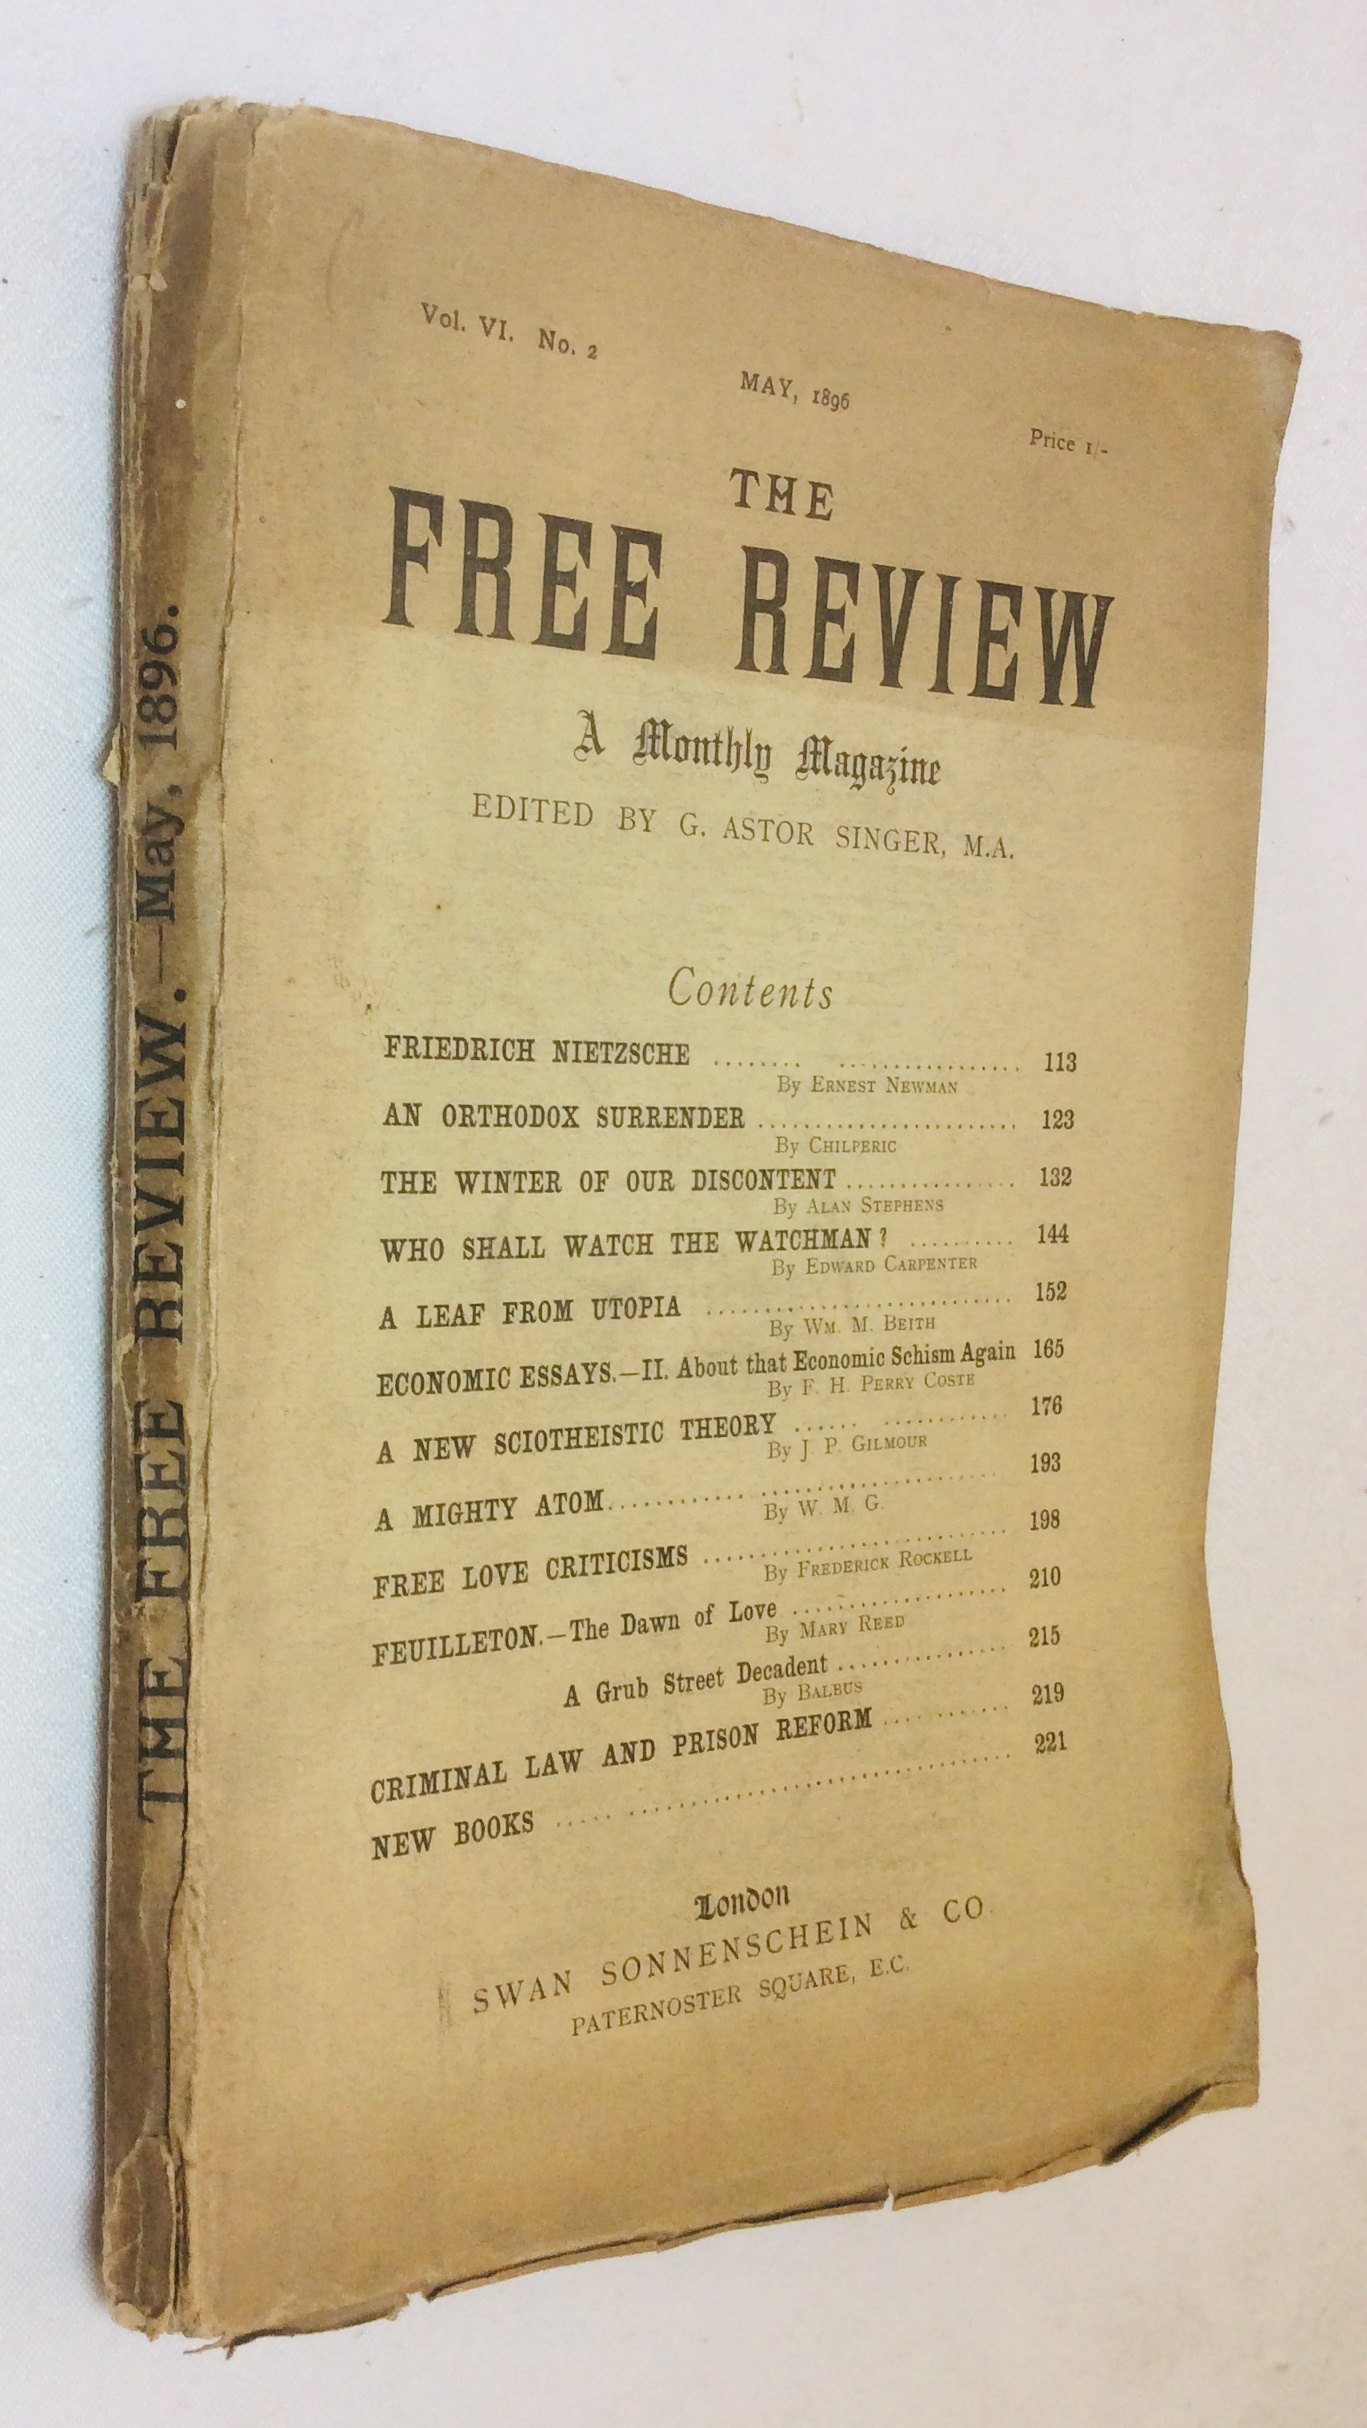 THE FREE REVIEW.—May, 1896.
Vol. VI. No. 2
MAY, 1896
Price 1/-
THE
FREE REVIEW
A Monthly Magazine
EDITED BY G. ASTOR SINGER, M.A.
Contents
FRIEDRICH NIETZSCHE ........ .................. 113
By ERNEST NEWMAN
AN ORTHODOX SURRENDER ......................... 123
By CHILPERIC
THE WINTER OF OUR DISCONTENT ................ 132
By ALAN STEPHENS
WHO SHALL WATCH THE WATCHMAN? .......... 144
By EDWARD CARPENTER
A LEAF FROM UTOPIA ............................. 152
By WM. M. BEITH
ECONOMIC ESSAYS.—II. About that Economic Schism Again 165
By F. H. PERRY COSTE
A NEW SCIOTHEISTIC THEORY ...... ............ 176
By J. P. GILMOUR
A MIGHTY ATOM ............ ...................... 193
By W. M. G.
FREE LOVE CRITICISMS ............................ 198
By FREDERICK ROCKELL
FEUILLETON.—The Dawn of Love .................... 210
By MARY REED
A Grub Street Decadent ................ 215
By BALBUS
CRIMINAL LAW AND PRISON REFORM ............ 219
NEW BOOKS ..... .................................. 221
London
SWAN SONNENSCHEIN & CO.
PATERNOSTER SQUARE, E.C.